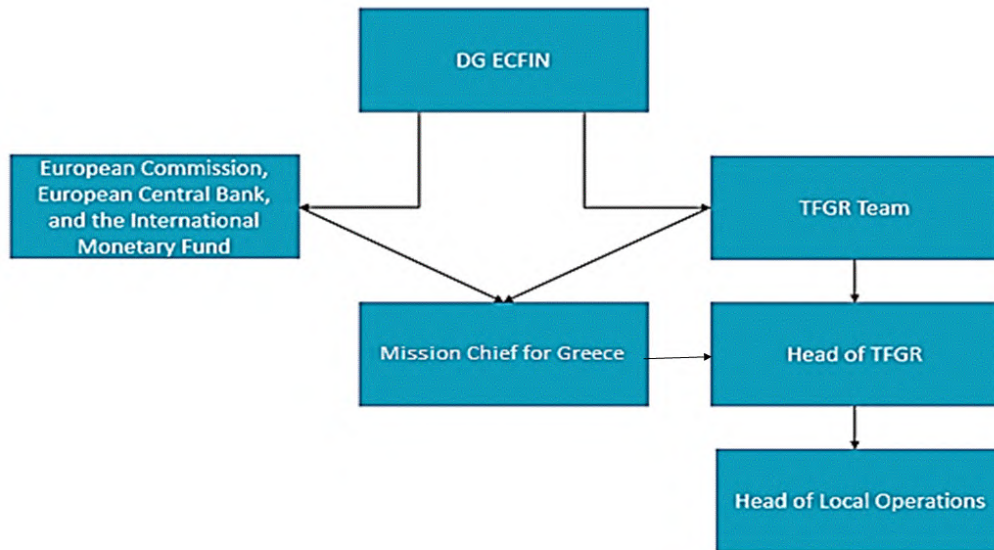 DG ECFIN
European Commission,
European Central Bank,
and the International
Monetary Fund
TFGR Team
Mission Chief for Greece
Head of TFGR
Head of Local Operations